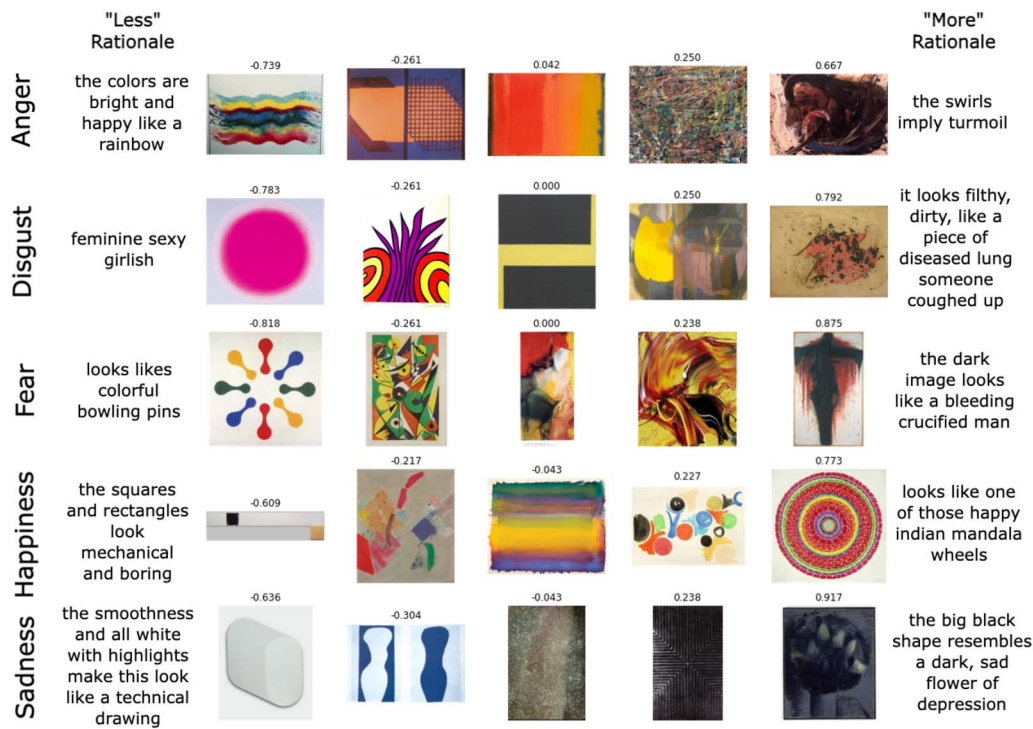 "Less"
Rationale
"More"
Rationale
Anger
the colors are
bright and
happy like a
rainbow
-0.739
-0.261
0.042
0.250
0.667
the swirls
imply turmoil
Disgust
feminine sexy
girlish
-0.783
-0.261
0.000
0.250
0.792
it looks filthy,
dirty, like a
piece of
diseased lung
someone
coughed up
Fear
looks likes
colorful
bowling pins
-0.818
-0.261
0.000
0.238
0.875
the dark
image looks
like a bleeding
crucified man
Happiness
the squares
and rectangles
look
mechanical
and boring
-0.609
-0.217
-0.043
0.227
0.773
looks like one
of those happy
indian mandala
wheels
Sadness
the smoothness
and all white
with highlights
make this look
like a technical
drawing
-0.636
-0.304
-0.043
0.238
0.917
the big black
shape resembles
a dark, sad
flower of
depression